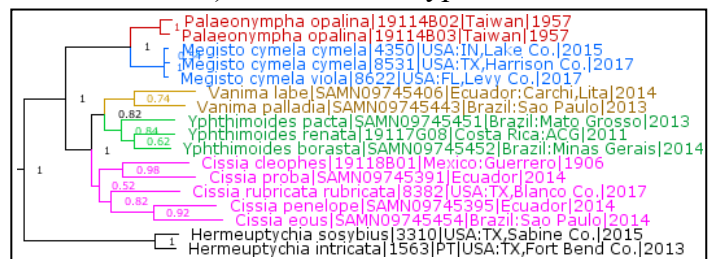 Palaeonympha opalina|19114B02|Taiwan|1957
Palaeonympha opalina|19114B03|Taiwan|1957
Megisto cymela cymela|4350|USA:IN,Lake Co.|2015
Megisto cymela cymela|8531|USA:TX,Harrison Co.|2017
Megisto cymela viola|8622|USA:FL,Levy Co.|2017
Vanima labe|SAMN09745406|Ecuador:Carchi,Lita|2014
Vanima palladia|SAMN09745443|Brazil:Sao Paulo|2013
Yphthimoides pacta|SAMN09745451|Brazil:Mato Grosso|2013
Yphthimoides renata|19117G08|Costa Rica:ACG|2011
Yphthimoides borasta|SAMN09745452|Brazil:Minas Gerais|2014
Cissia cleophes|19118B01|Mexico:Guerrero|1906
Cissia proba|SAMN09745391|Ecuador|2014
Cissia rubricata rubricata|8382|USA:TX,Blanco Co.|2017
Cissia penelope|SAMN09745395|Ecuador|2014
Cissia eous|SAMN09745454|Brazil:Sao Paulo|2014
Hermeuptychia sosybius|3310|USA:TX,Sabine Co.|2015
Hermeuptychia intricata|1563|PT|USA:TX,Fort Bend Co.|2013
1
1
1
1
1
0.74
0.82
0.84
0.62
1
1
0.98
0.52
0.82
0.92
1